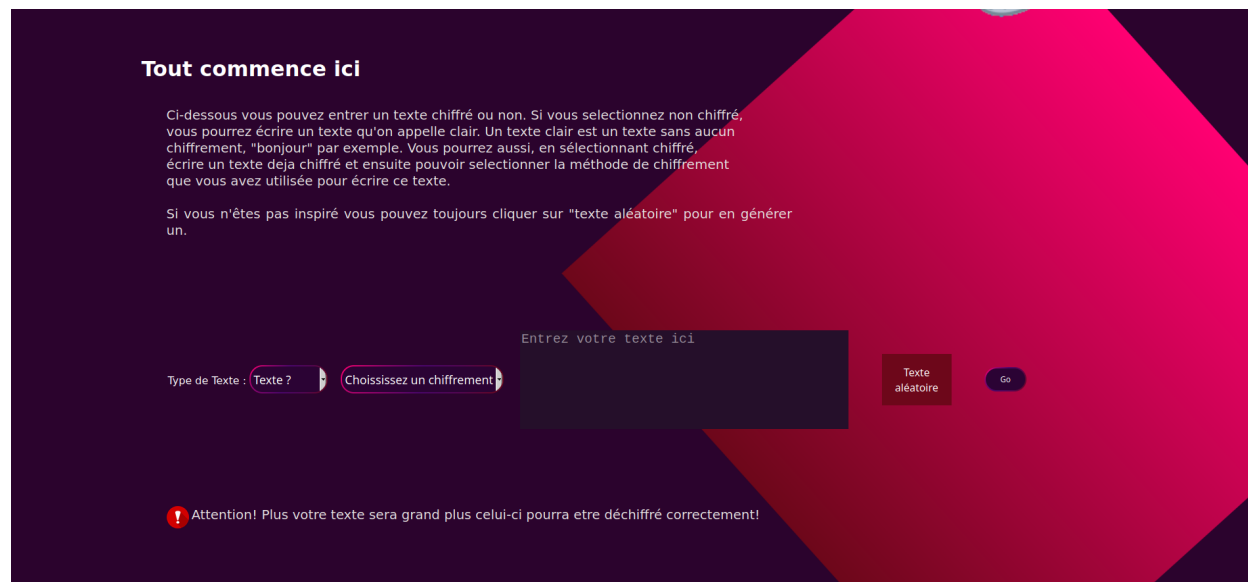 Tout commence ici
Ci-dessous vous pouvez entrer un texte chiffré ou non. Si vous selectionnez non chiffré,
vous pourrez écrire un texte qu'on appelle clair. Un texte clair est un texte sans aucun
chiffrement, "bonjour" par exemple. Vous pourrez aussi, en sélectionnant chiffré,
écrire un texte deja chiffré et ensuite pouvoir selectionner la méthode de chiffrement
que vous avez utilisée pour écrire ce texte.
Si vous n'êtes pas inspiré vous pouvez toujours cliquer sur "texte aléatoire" pour en générer
un.
Entrez votre texte ici
Type de Texte : Texte ? Choississez un chiffrement
Texte
aléatoire
Go
Attention! Plus votre texte sera grand plus celui-ci pourra etre déchiffré correctement!